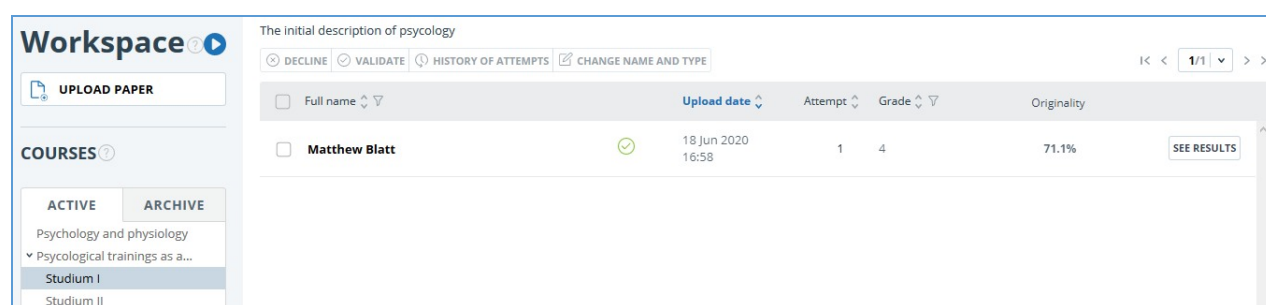 Workspace
UPLOAD PAPER
COURSES
ACTIVE ARCHIVE
Psychology and physiology
Psycological trainings as a...
Studium I
Studium II
The initial description of psycology
DECLINE VALIDATE HISTORY OF ATTEMPTS CHANGE NAME AND TYPE
1/1
Full name Upload date Attempt Grade Originality
Matthew Blatt 18 Jun 2020 16:58 1 4 71.1% SEE RESULTS